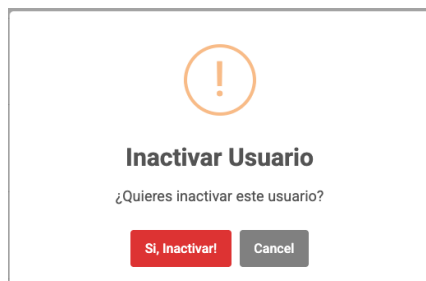 !
Inactivar Usuario
¿Quieres inactivar este usuario?
Si, Inactivar! Cancel